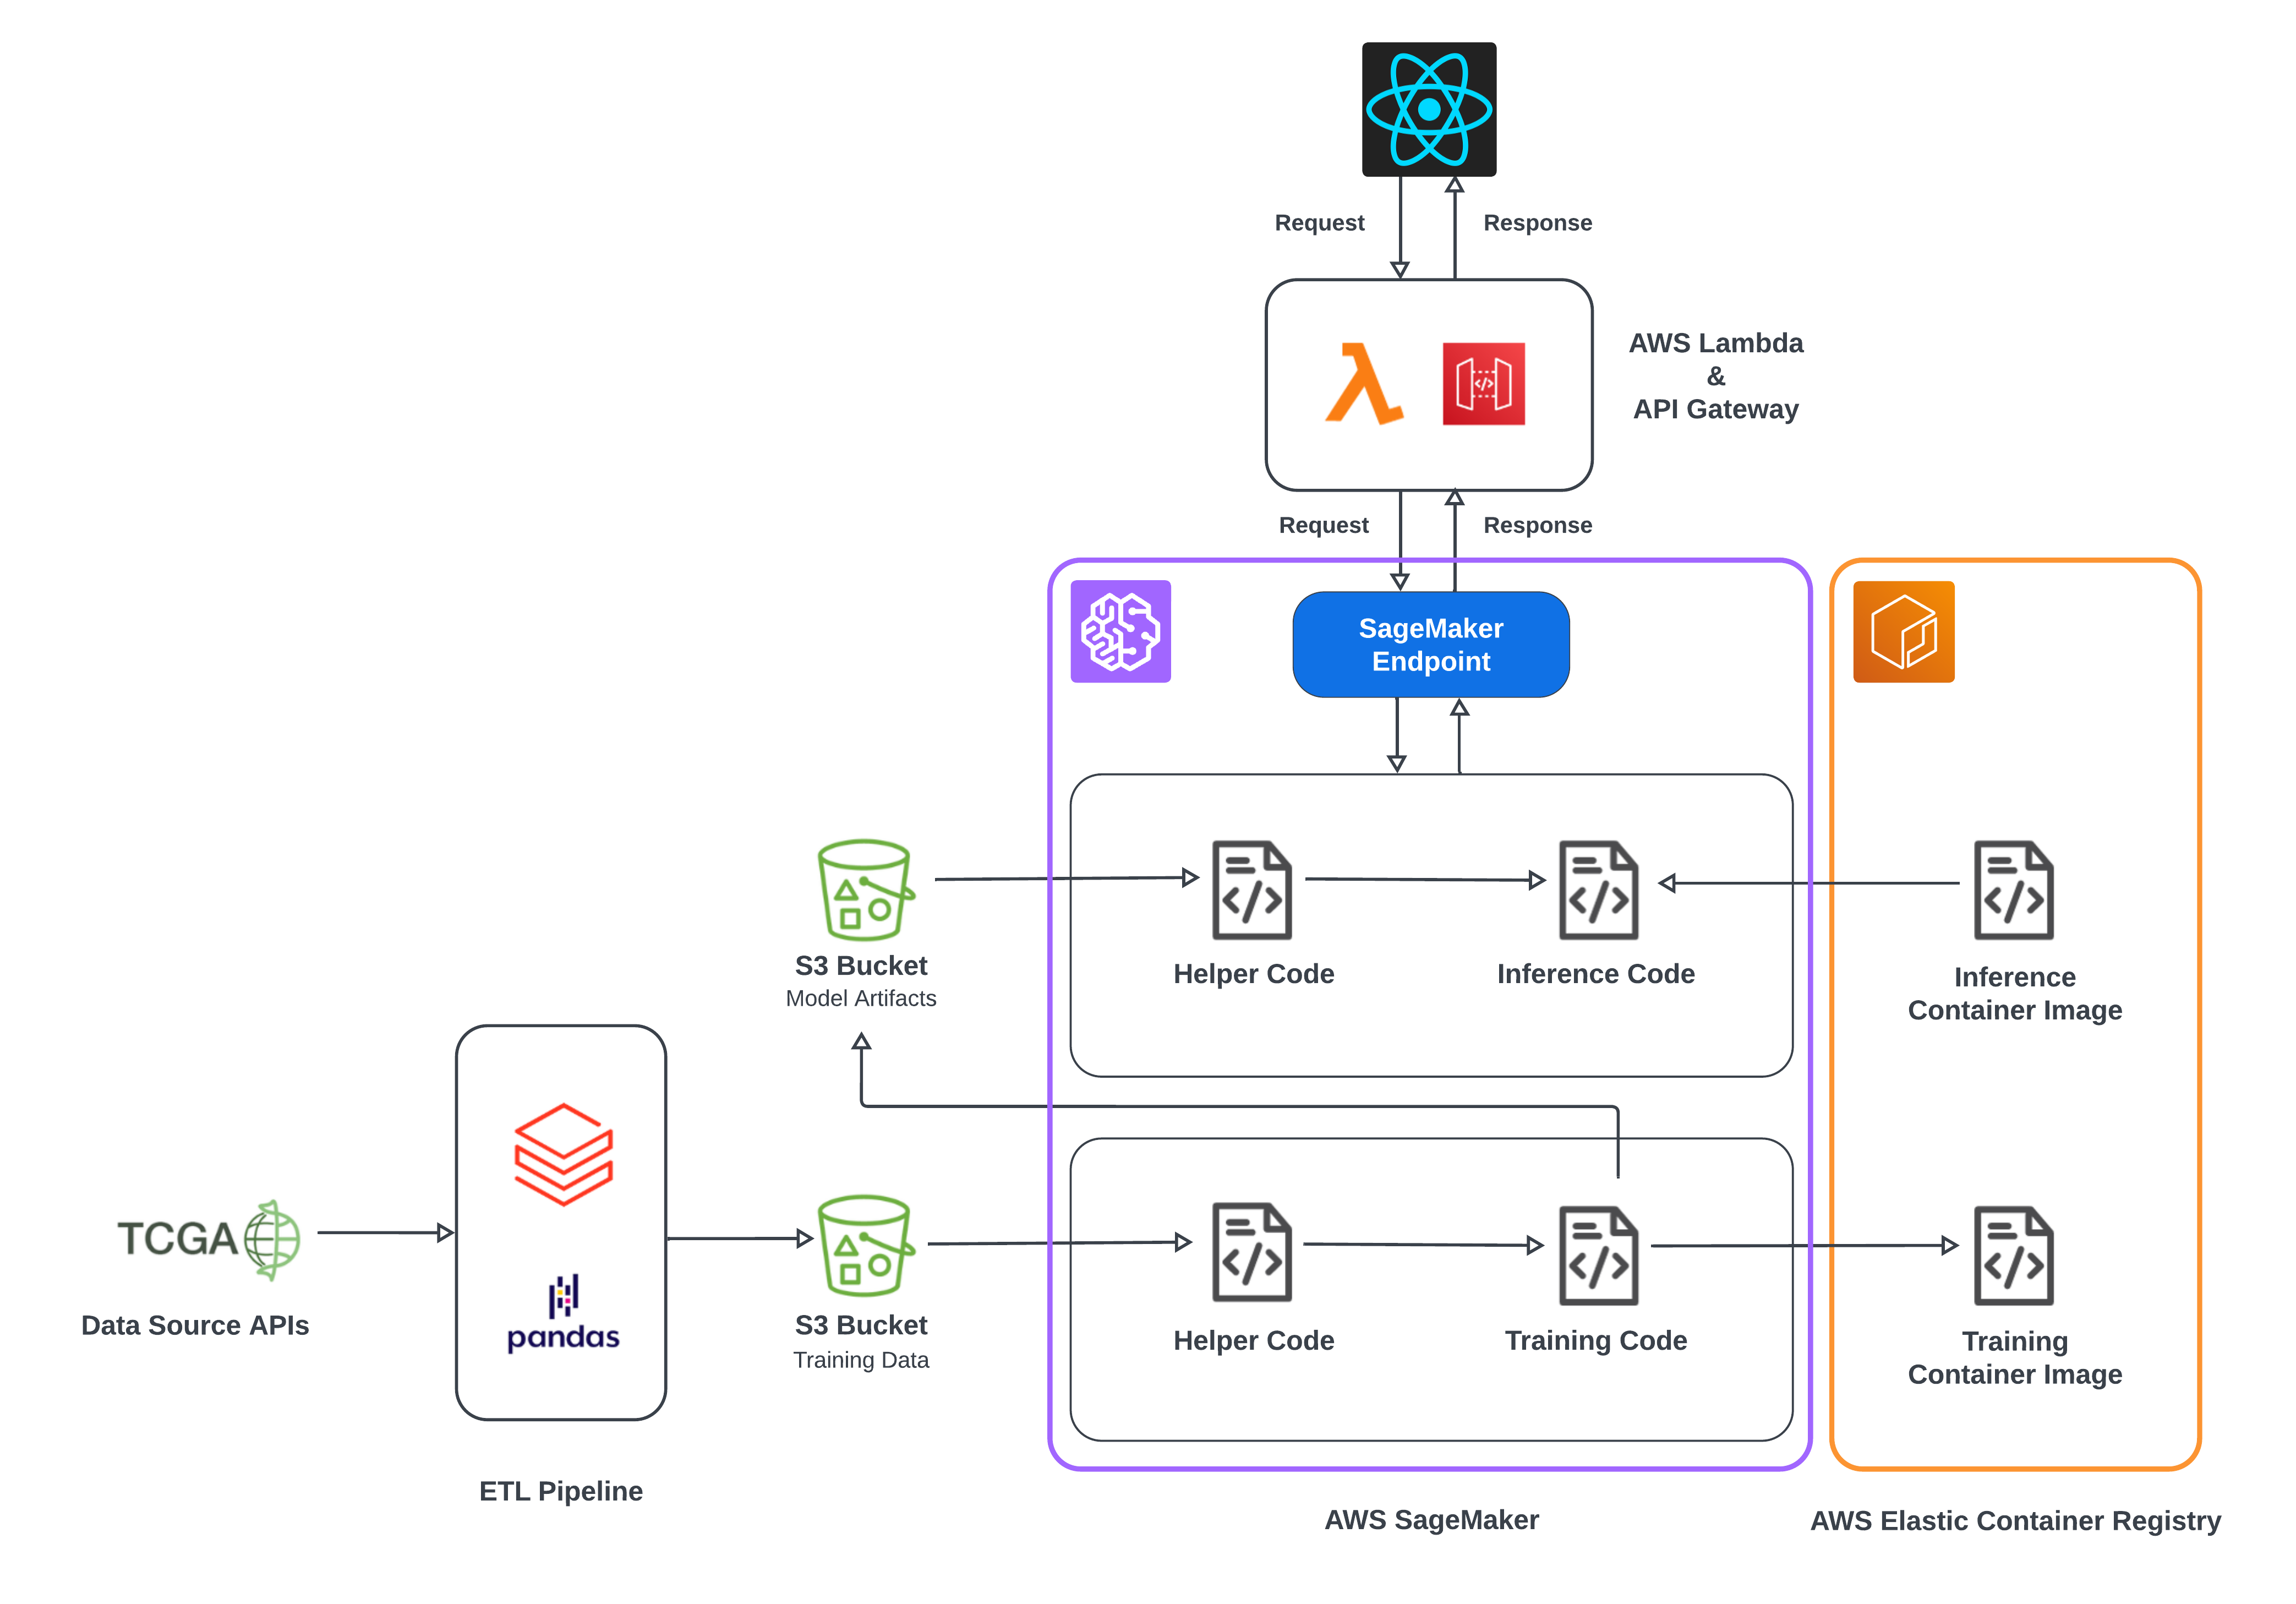 Request
Response
AWS Lambda
&
API Gateway
Request
Response
SageMaker
Endpoint
S3 Bucket
Model Artifacts
Helper Code
Inference Code
Inference
Container Image
TCGA
Data Source APIs
pandas
ETL Pipeline
S3 Bucket
Training Data
Helper Code
Training Code
Training
Container Image
AWS SageMaker
AWS Elastic Container Registry